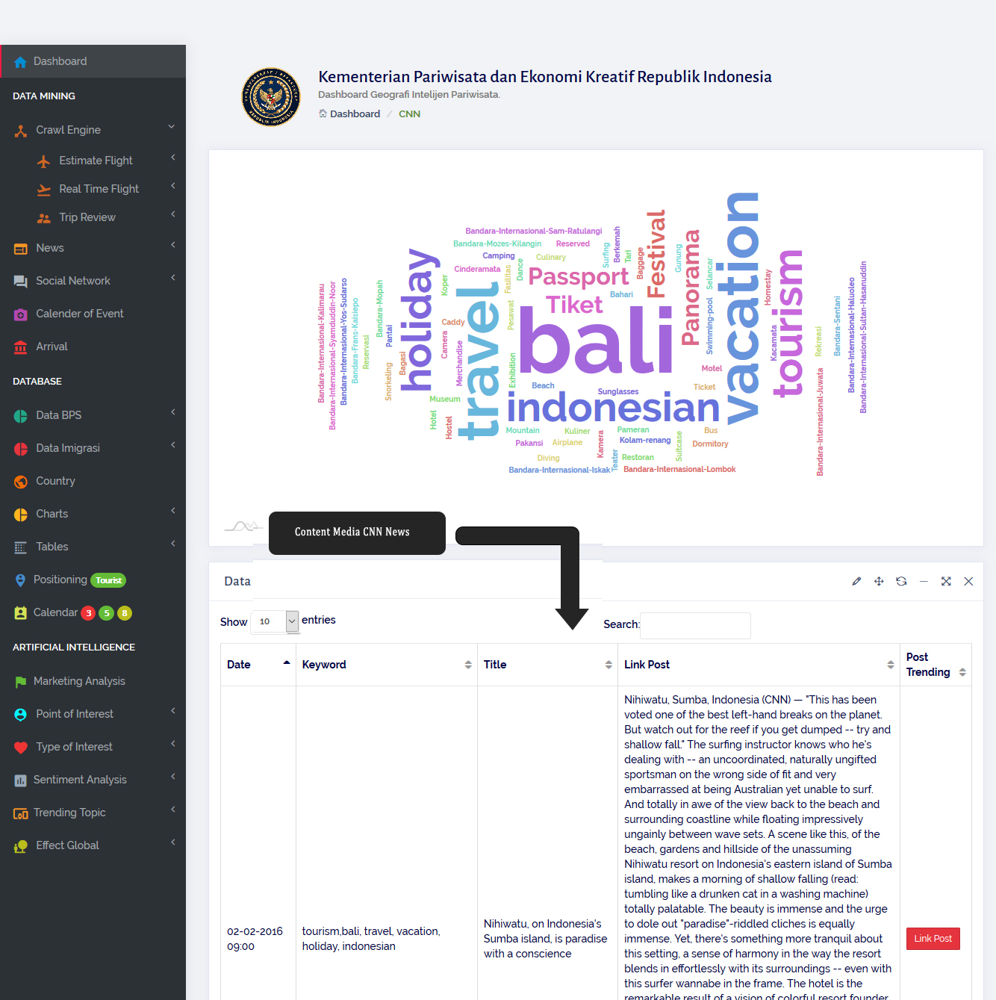 Dashboard
DATA MINING
Crawl Engine
Estimate Flight
Real Time Flight
Trip Review
News
Social Network
Calender of Event
Arrival
DATABASE
Data BPS
Data Imigrasi
Country
Charts
Tables
Positioning Tourist
Calendar 3 5 8
ARTIFICIAL INTELLIGENCE
Marketing Analysis
Point of Interest
Type of Interest
Sentiment Analysis
Trending Topic
Effect Global
REPUBLIK INDONESIA
Kementerian Pariwisata dan Ekonomi Kreatif Republik Indonesia
Dashboard Geografi Intelijen Pariwisata.
Dashboard / CNN
Bandara-Internasional-Sam-Ratulangi
Bandara-Mozes-Kilangin
Reserved
Camping
Culinary
Cinderamata
Dance
Fasilitas
Koper
Passport
Tiket
Surfing
Berkemah
Tari
Baggage
Festival
Gunung
Panorama
Selancar
Bahari
vacation
Homestay
tourism
Bandara-Internasional-Kalimarau
Bandara-Internasional-Syamduddin-Noor
Bandara-Internasional-Yos-Sudarso
Bandara-Frans-Kaisiepo
Reservasi
Bandara-Mopah
Pantai
Snorkeling
Bagasi
holiday
Caddy
Camera
Merchandise
travel
Pesawat
Exhibition
bali
Swimming-pool
Kacamata
Rekreasi
Bandara-Sentani
Bandara-Internasional-Haluoleo
Bandara-Internasional-Sultan-Hasanuddin
Bandara-Internasional-Juwata
Motel
Beach
Sunglasses
Ticket
Museum
Hotel
Hostel
indonesian
Mountain
Kuliner
Pameran
Bus
Pakansi
Airplane
Kamera
Kolam-renang
Suitcase
Dormitory
Diving
Teater
Restoran
Bandara-Internasional-Iskak
Bandara-Internasional-Lombok
Content Media CNN News
Data
Show 10 entries
Search:
Date
Keyword
Title
Link Post
Post
Trending
02-02-2016
09:00
tourism,bali, travel, vacation,
holiday, indonesian
Nihiwatu, on Indonesia's
Sumba island, is paradise
with a conscience
Nihiwatu, Sumba, Indonesia (CNN) — "This has been
voted one of the best left-hand breaks on the planet.
But watch out for the reef if you get dumped -- try and
shallow fall." The surfing instructor knows who he's
dealing with -- an uncoordinated, naturally ungifted
sportsman on the wrong side of fit and very
embarrassed at being Australian yet unable to surf.
And totally in awe of the view back to the beach and
surrounding coastline while floating impressively
ungainly between wave sets. A scene like this, of the
beach, gardens and hillside of the unassuming
Nihiwatu resort on Indonesia's eastern island of Sumba
island, makes a morning of shallow falling (read:
tumbling like a drunken cat in a washing machine)
totally palatable. The beauty is immense and the urge
to dole out "paradise"-riddled cliches is equally
immense. Yet, there's something more tranquil about
this setting, a sense of harmony in the way the resort
blends in effortlessly with its surroundings -- even with
this surfer wannabe in the frame. The hotel is the
remarkable result of a vision of colorful resort founder
Link Post